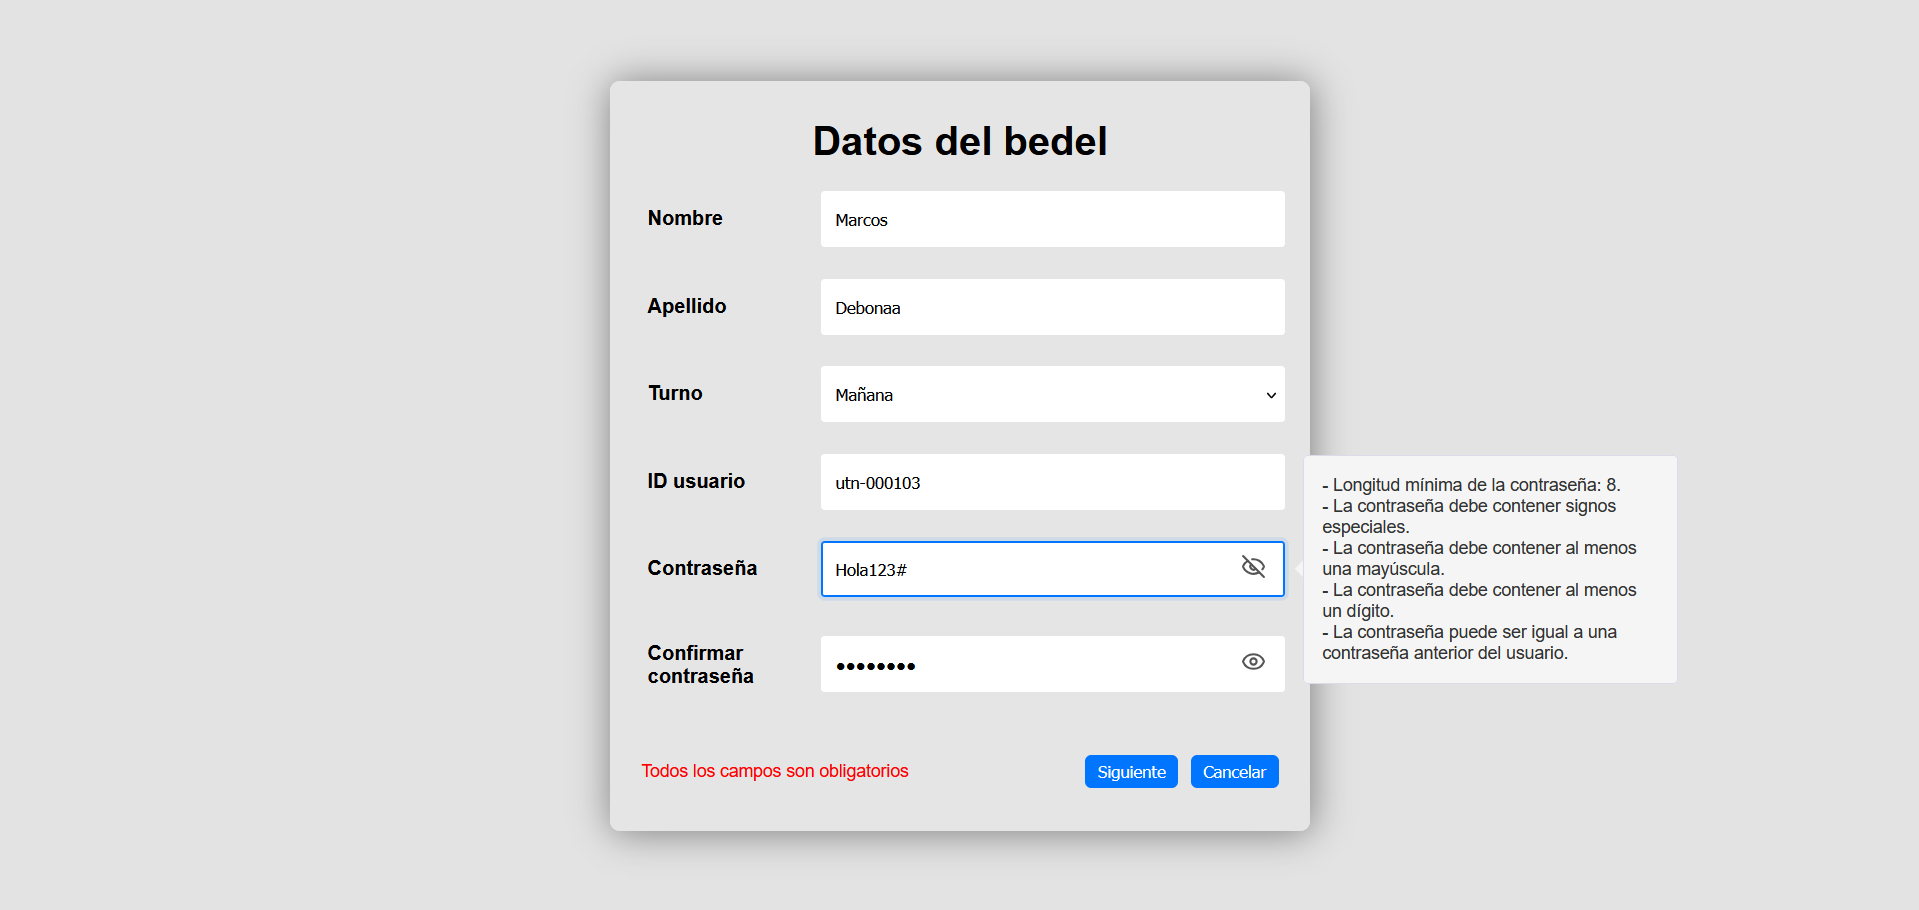 Datos del bedel
Nombre
Marcos
Apellido
Debonaa
Turno
Mañana
ID usuario
utn-000103
Contraseña
Hola123#
- Longitud mínima de la contraseña: 8.
- La contraseña debe contener signos
especiales.
- La contraseña debe contener al menos
una mayúscula.
- La contraseña debe contener al menos
un dígito.
- La contraseña puede ser igual a una
contraseña anterior del usuario.
Confirmar
contraseña
••••••••
Todos los campos son obligatorios
Siguiente
Cancelar